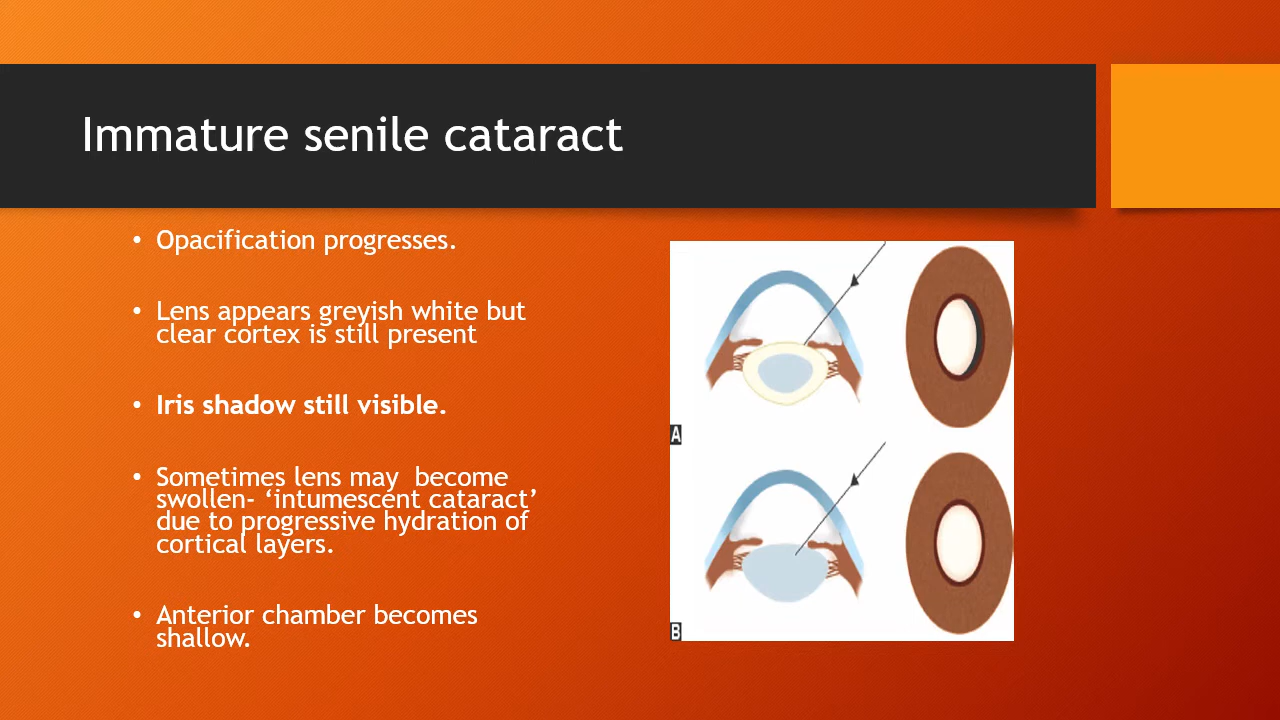 Immature senile cataract
• Opacification progresses.
• Lens appears greyish white but
clear cortex is still present
• Iris shadow still visible.
• Sometimes lens may  become
swollen- ‘intumescent cataract’
due to progressive hydration of
cortical layers.
• Anterior chamber becomes
shallow.
A
B